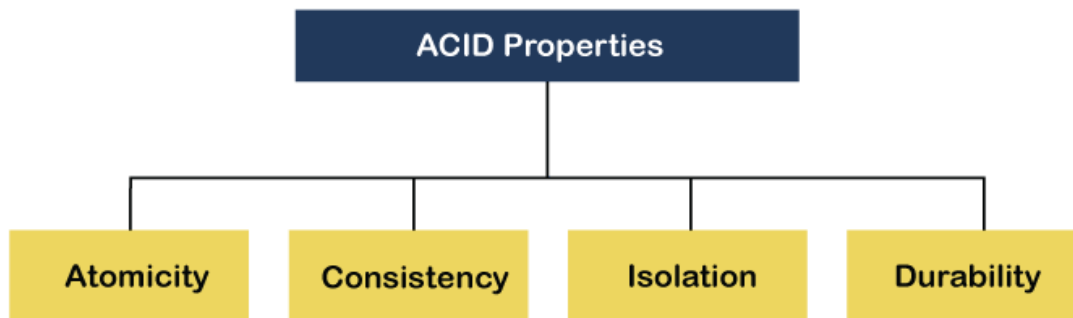 ACID Properties
Atomicity
Consistency
Isolation
Durability